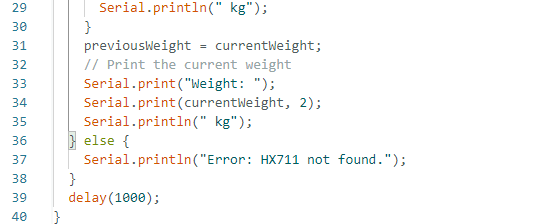 29 Serial.println(" kg");
30 }
31 previousWeight = currentWeight;
32 // Print the current weight
33 Serial.print("Weight: ");
34 Serial.print(currentWeight, 2);
35 Serial.println(" kg");
36 } else {
37 Serial.println("Error: HX711 not found.");
38 }
39 delay(1000);
40 }